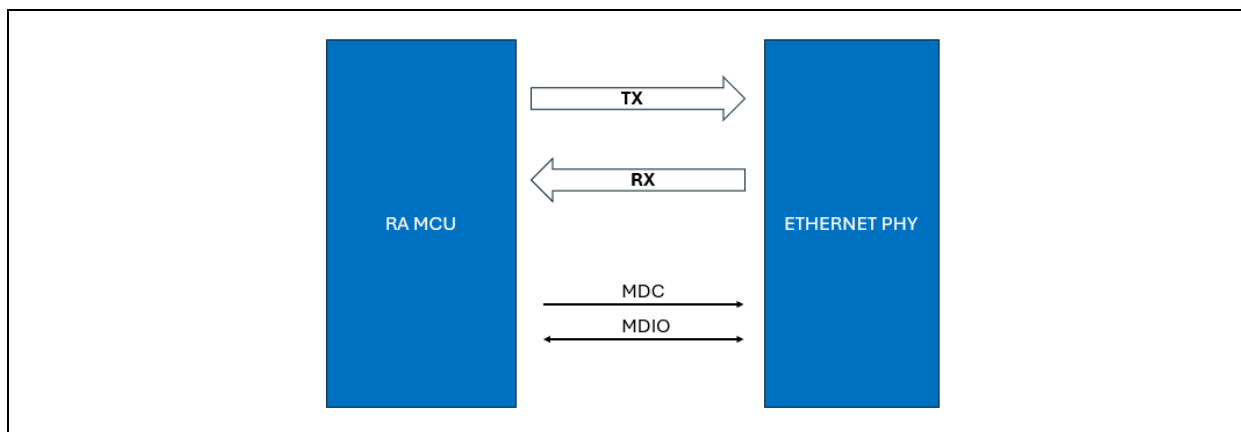 TX
RX
RA MCU
ETHERNET PHY
MDC
MDIO